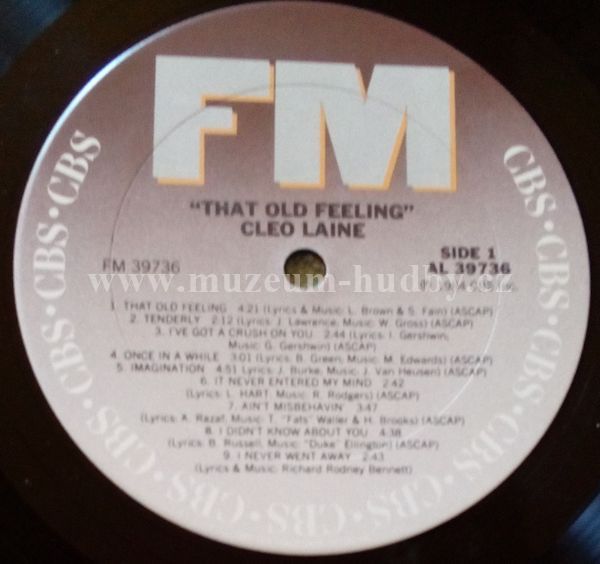 FM
"THAT OLD FEELING"
CLEO LAINE
FM 39736
SIDE 1
AL 39736
www.muzeum-hudby.cz
1. THAT OLD FEELING 4:21 (Lyrics & Music: L. Brown & S. Fain) (ASCAP)
2. TENDERLY 2:12 (Lyrics: J. Lawrence, Music: W. Gross) (ASCAP)
3. I'VE GOT A CRUSH ON YOU 2:44 (Lyrics: I. Gershwin,
Music: G. Gershwin) (ASCAP)
4. ONCE IN A WHILE 3:01 (Lyrics: B. Green, Music: M. Edwards) (ASCAP)
5. IMAGINATION 4:51 (Lyrics: J. Burke, Music: J. Van Heusen) (ASCAP)
6. IT NEVER ENTERED MY MIND 2:42
(Lyrics: L. HART, Music: R. Rodgers) (ASCAP)
7. AIN'T MISBEHAVIN' 3:47
(Lyrics: A. Razaf, Music: T. "Fats" Waller & H. Brooks) (ASCAP)
8. I DIDN'T KNOW ABOUT YOU 4:38
(Lyrics: B. Russell, Music: "Duke" Ellington) (ASCAP)
9. I NEVER WENT AWAY 2:43
(Lyrics & Music: Richard Rodney Bennett)
CBS • CBS • CBS • CBS • CBS • CBS • CBS • CBS • CBS • CBS • CBS